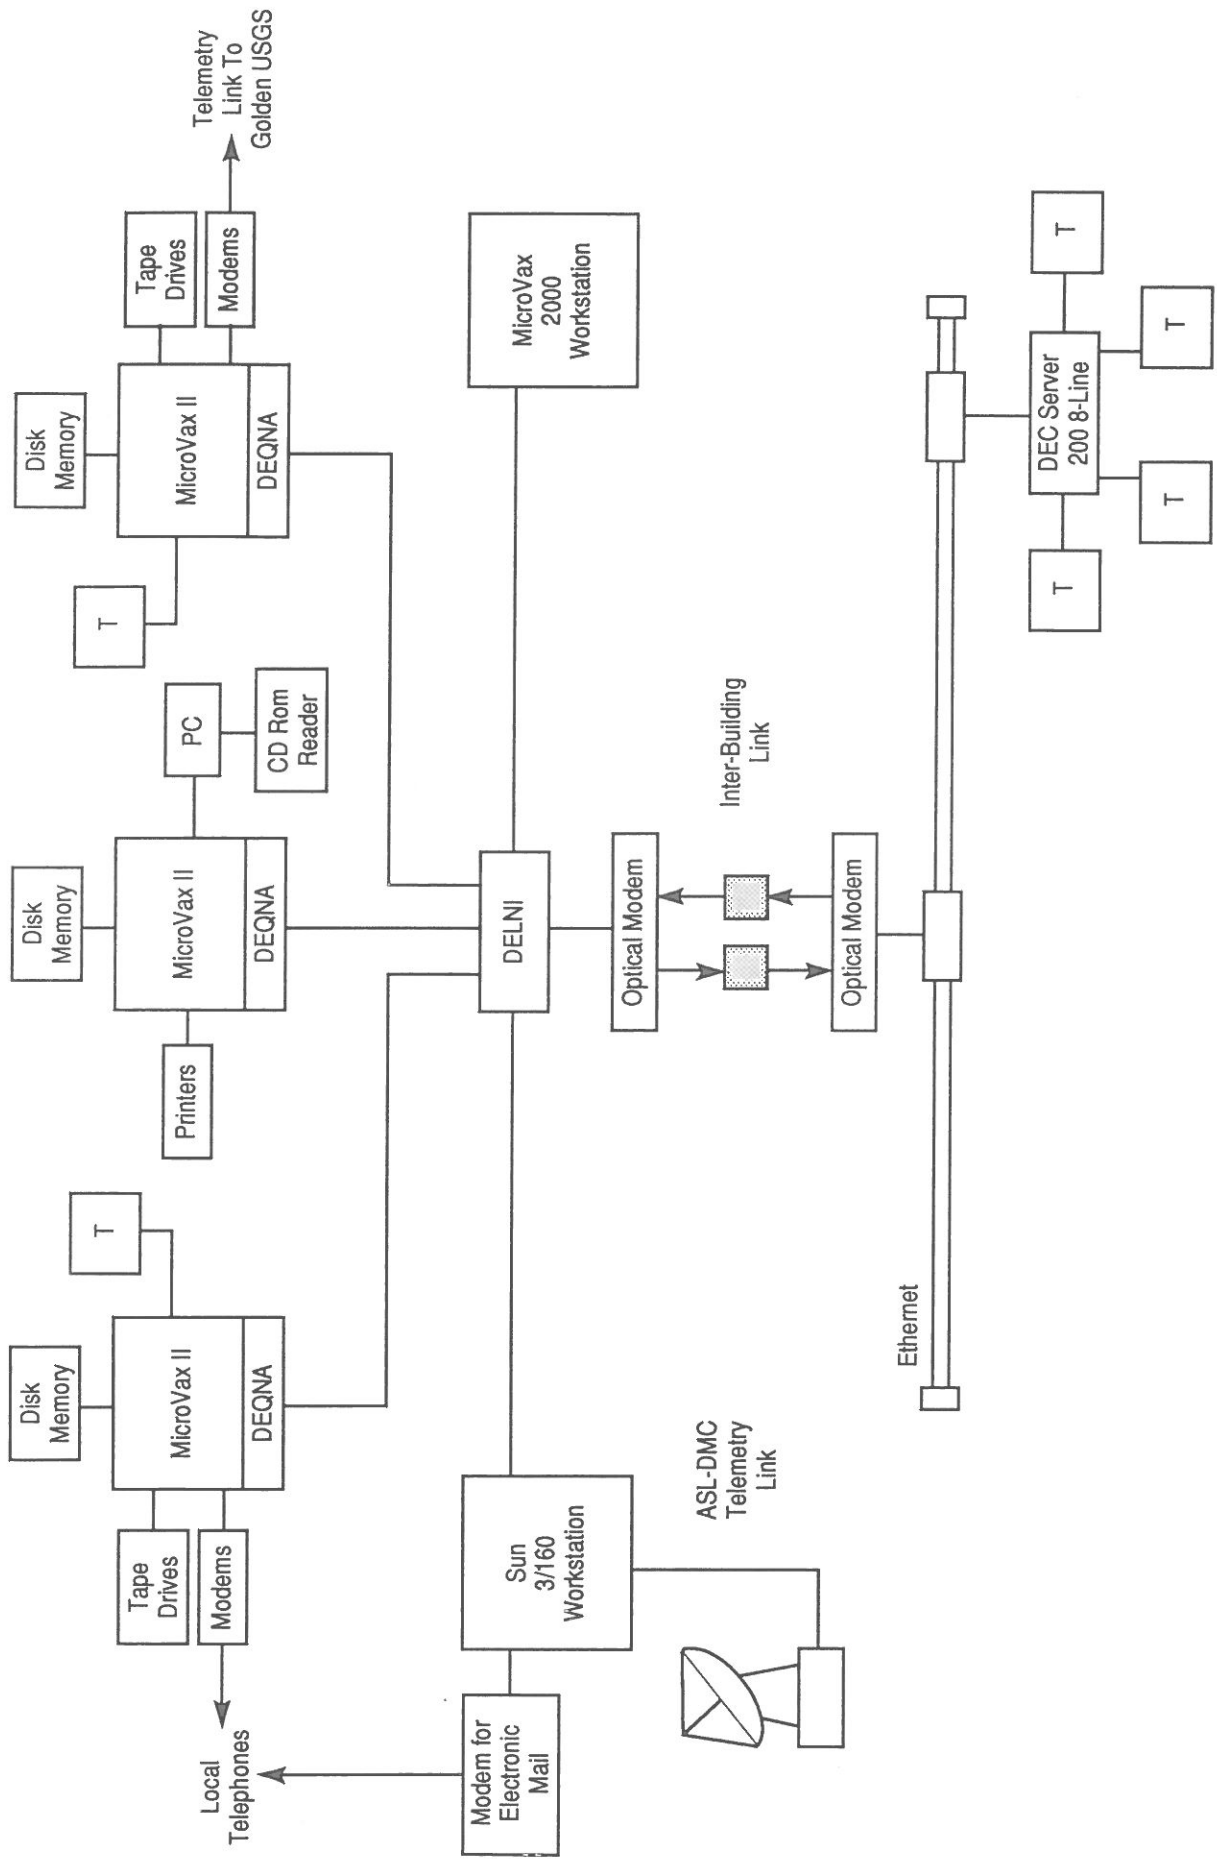 Disk
Memory
Disk
Memory
Disk
Memory
T
T
Tape
Drives
Modems
MicroVax II
DEQNA
Printers
MicroVax II
DEQNA
PC
CD Rom
Reader
MicroVax II
DEQNA
Tape
Drives
Modems
Telemetry
Link To
Golden USGS
Local
Telephones
Modem for
Electronic
Mail
Sun
3/160
Workstation
DELNI
MicroVax
2000
Workstation
Optical Modem
Inter-Building
Link
ASL-DMC
Telemetry
Link
Optical Modem
Ethernet
DEC Server
200 8-Line
T
T
T
T